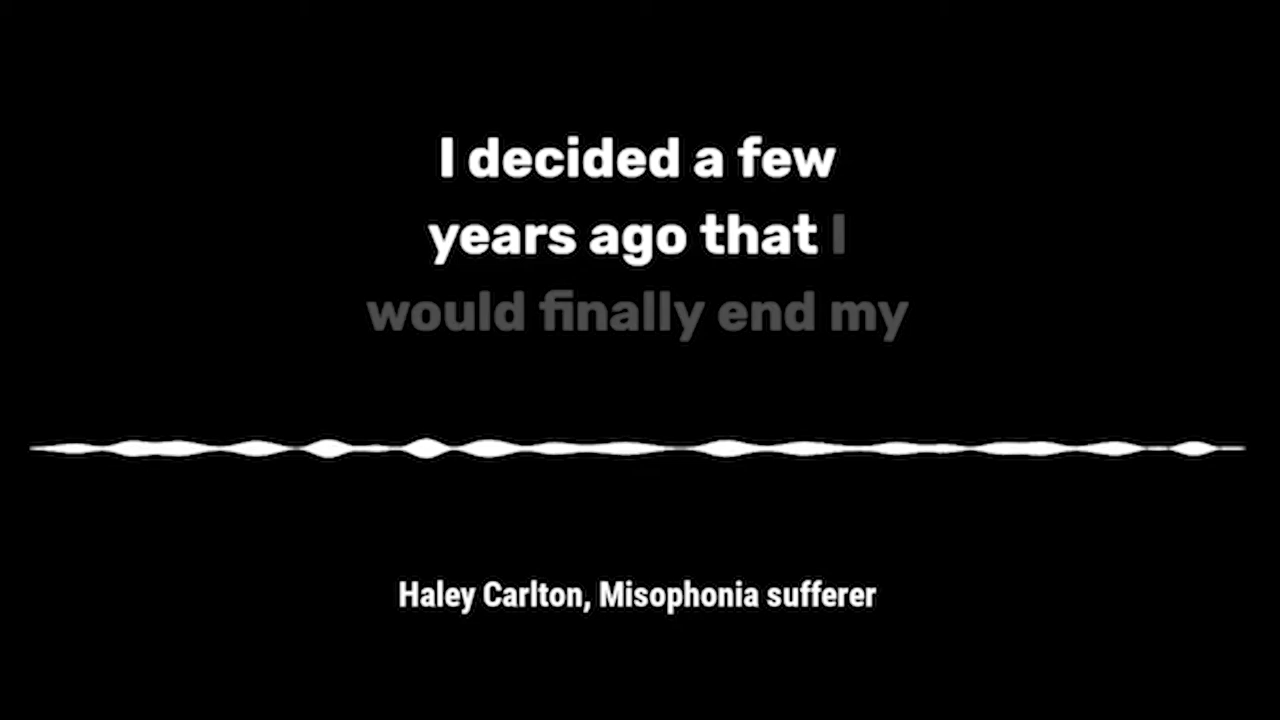 I decided a few
years ago that I
would finally end my
Haley Carlton, Misophonia sufferer